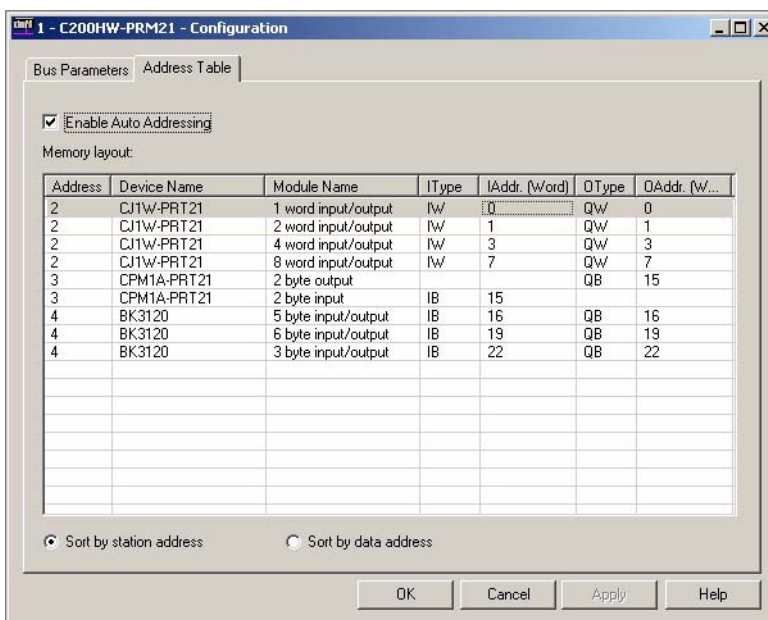 1 - C200HW-PRM21 - Configuration
Bus Parameters Address Table
Enable Auto Addressing
Memory layout:
Address Device Name Module Name IType IAddr. (Word) OType OAddr. (W...
2 CJ1W-PRT21 1 word input/output IW 0 QW 0
2 CJ1W-PRT21 2 word input/output IW 1 QW 1
2 CJ1W-PRT21 4 word input/output IW 3 QW 3
2 CJ1W-PRT21 8 word input/output IW 7 QW 7
3 CPM1A-PRT21 2 byte output QB 15
3 CPM1A-PRT21 2 byte input IB 15
4 BK3120 5 byte input/output IB 16 QB 16
4 BK3120 6 byte input/output IB 19 QB 19
4 BK3120 3 byte input/output IB 22 QB 22
Sort by station address Sort by data address
OK Cancel Apply Help